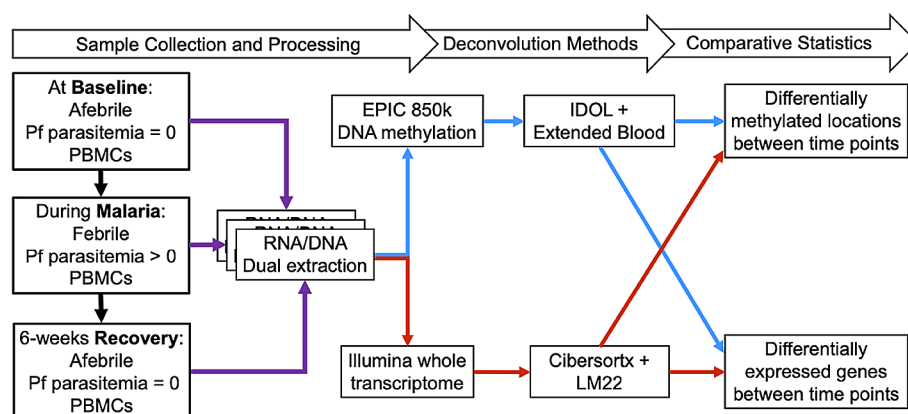 Sample Collection and Processing
Deconvolution Methods
Comparative Statistics
At Baseline:
Afebrile
Pf parasitemia = 0
PBMCs
During Malaria:
Febrile
Pf parasitemia > 0
PBMCs
6-weeks Recovery:
Afebrile
Pf parasitemia = 0
PBMCs
RNA/DNA
Dual extraction
EPIC 850k
DNA methylation
IDOL +
Extended Blood
Differentially
methylated locations
between time points
Illumina whole
transcriptome
Cibersortx +
LM22
Differentially
expressed genes
between time points